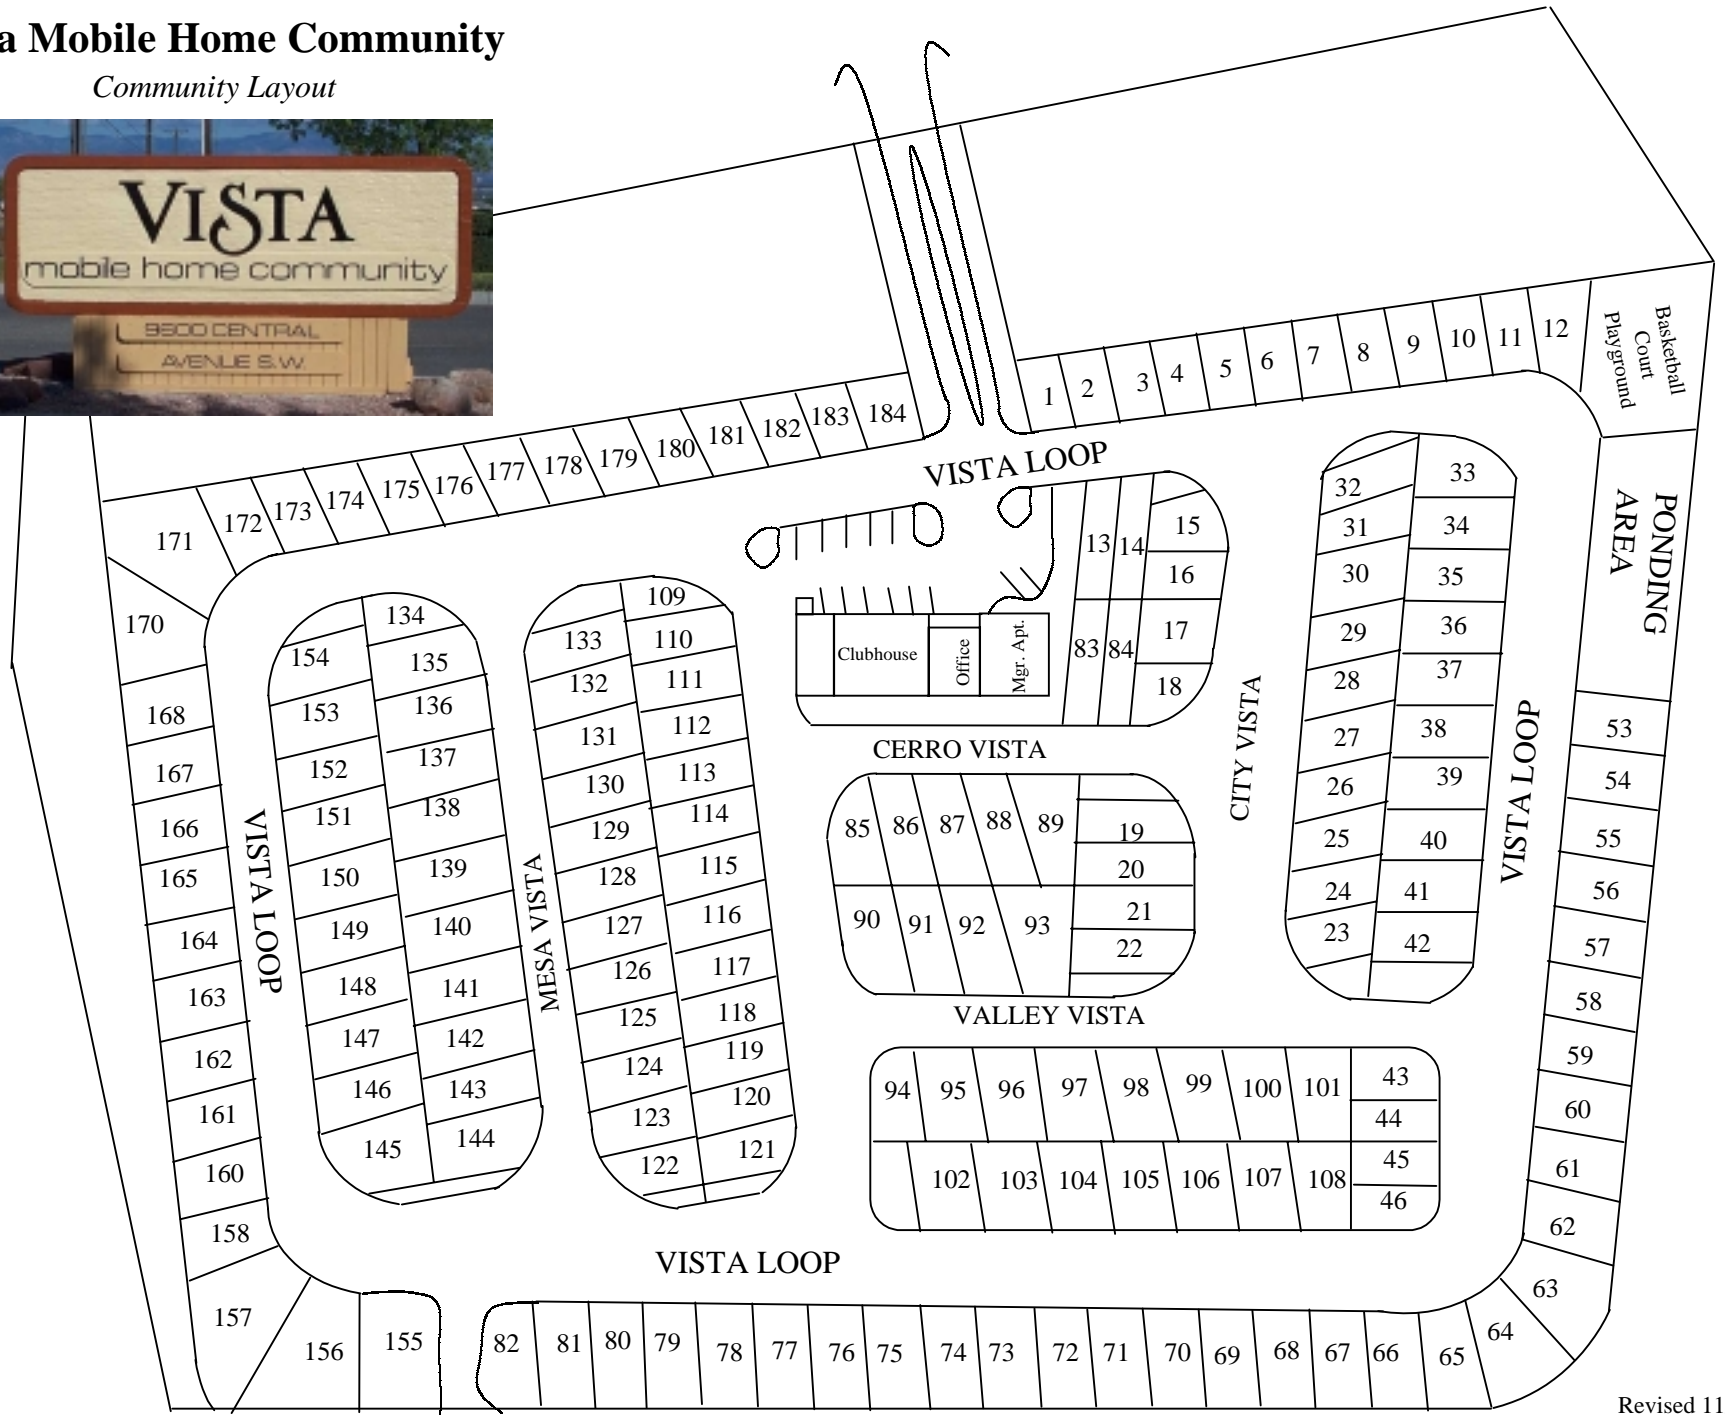 a Mobile Home Community
Community Layout
VISTA
mobile home community
9500 CENTRAL
AVENUE S.W.
1 2 3 4 5 6 7 8 9 10 11 12
Basketball
Court
Playground
184 183 182 181 180 179 178 177 176 175 174 173 172 171
VISTA LOOP
PONDING
AREA
170
168
167
166
165
164
163
162
161
160
158
157
156
155
VISTA LOOP
134
154 135
153 136
152 137
151 138
150 139
149 140
148 141
147 142
146 143
145 144
MESA VISTA
109
133 110
132 111
131 112
130 113
129 114
128 115
127 116
126 117
125 118
124 119
123 120
122 121
Clubhouse
Office
Mgr. Apt.
13 14 15
16
83 84 17
18
CERRO VISTA
85 86 87 88 89 19
20
90 91 92 93 21
22
VALLEY VISTA
94 95 96 97 98 99 100 101 43
44
102 103 104 105 106 107 108 45
46
CITY VISTA
32 33
31 34
30 35
29 36
28 37
27 38
26 39
25 40
24 41
23 42
VISTA LOOP
53
54
55
56
57
58
59
60
61
62
63
64
VISTA LOOP
82 81 80 79 78 77 76 75 74 73 72 71 70 69 68 67 66 65
Revised 11